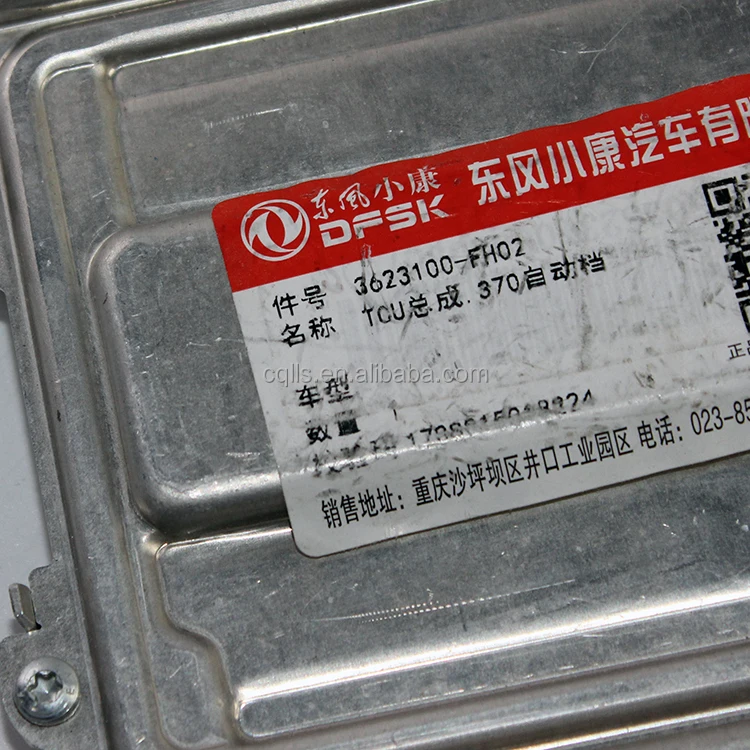 东风小康
DFSK
东风小康汽车有限
件号 3623100-FH02
名称 TCU总成.370自动档
cqlls.en.alibaba.com
正品
车型
数量 1
销售地址: 重庆沙坪坝区井口工业园区 电话: 023-85